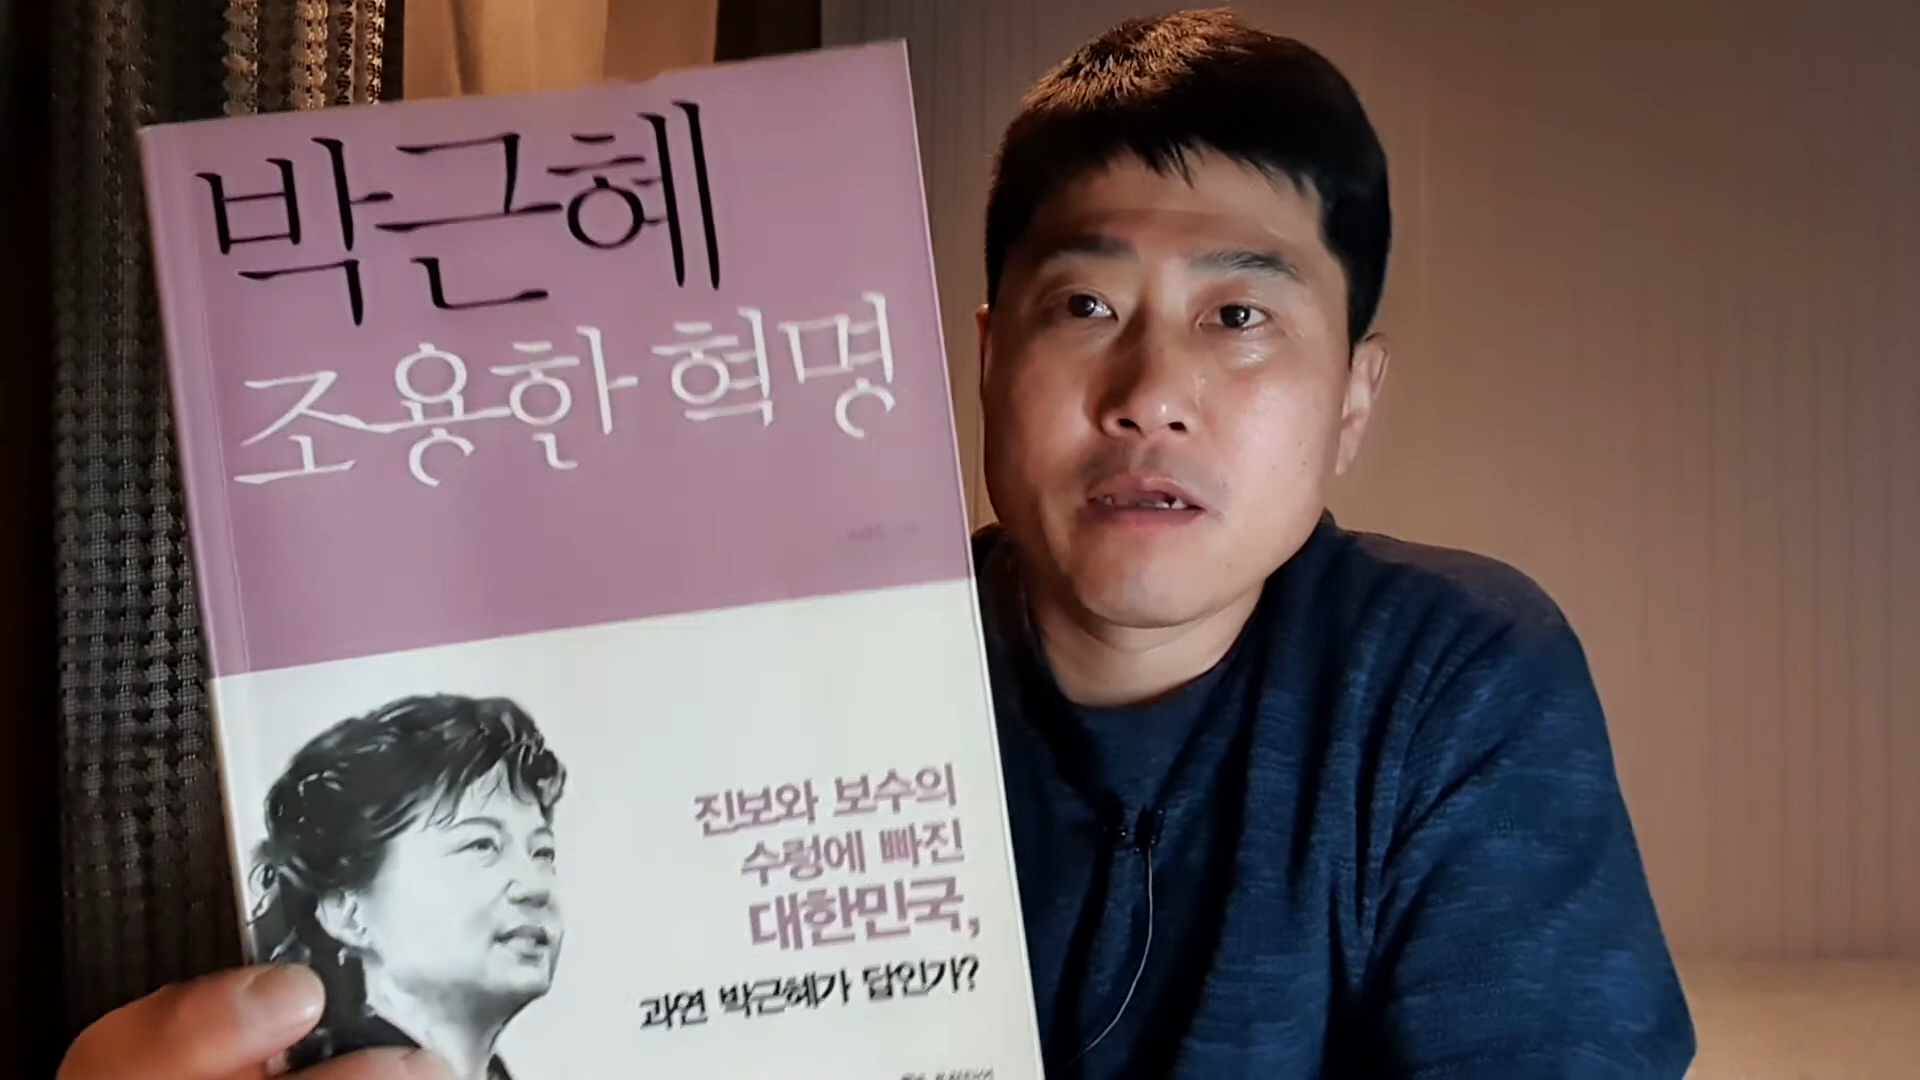 박근혜
조용한 혁명
진보와 보수의
수렁에 빠진
대한민국,
과연 박근혜가 답인가?